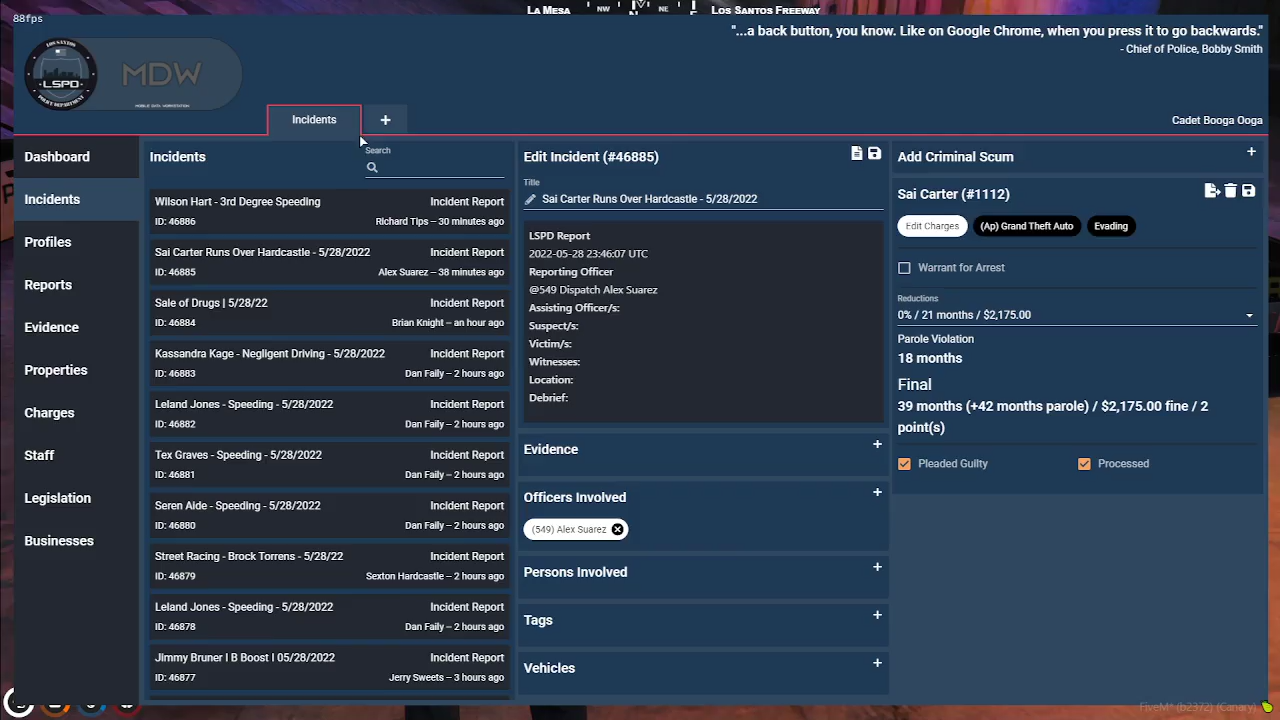 88fps
La Mesa
NW
NE
Los Santos Freeway
"...a back button, you know. Like on Google Chrome, when you press it to go backwards."
- Chief of Police, Bobby Smith
LOS SANTOS
LSPD
POLICE DEPARTMENT
MDW
MOBILE DATA WORKSTATION
Incidents
+
Cadet Booga Ooga
Dashboard
Incidents
Profiles
Reports
Evidence
Properties
Charges
Staff
Legislation
Businesses
Incidents
Search
Wilson Hart - 3rd Degree Speeding Incident Report
ID: 46886 Richard Tips – 30 minutes ago
Sai Carter Runs Over Hardcastle - 5/28/2022 Incident Report
ID: 46885 Alex Suarez – 38 minutes ago
Sale of Drugs | 5/28/22 Incident Report
ID: 46884 Brian Knight – an hour ago
Kassandra Kage - Negligent Driving - 5/28/2022 Incident Report
ID: 46883 Dan Faily – 2 hours ago
Leland Jones - Speeding - 5/28/2022 Incident Report
ID: 46882 Dan Faily – 2 hours ago
Tex Graves - Speeding - 5/28/2022 Incident Report
ID: 46881 Dan Faily – 2 hours ago
Seren Aide - Speeding - 5/28/2022 Incident Report
ID: 46880 Dan Faily – 2 hours ago
Street Racing - Brock Torrens - 5/28/22 Incident Report
ID: 46879 Sexton Hardcastle – 2 hours ago
Leland Jones - Speeding - 5/28/2022 Incident Report
ID: 46878 Dan Faily – 2 hours ago
Jimmy Bruner I B Boost I 05/28/2022 Incident Report
ID: 46877 Jerry Sweets – 3 hours ago
Edit Incident (#46885)
Title
Sai Carter Runs Over Hardcastle - 5/28/2022
LSPD Report
2022-05-28 23:46:07 UTC
Reporting Officer
@549 Dispatch Alex Suarez
Assisting Officer/s:
Suspect/s:
Victim/s:
Witnesses:
Location:
Debrief:
Evidence +
Officers Involved +
(549) Alex Suarez
Persons Involved +
Tags +
Vehicles +
Add Criminal Scum +
Sai Carter (#1112)
Edit Charges (Ap) Grand Theft Auto Evading
Warrant for Arrest
Reductions
0% / 21 months / $2,175.00
Parole Violation
18 months
Final
39 months (+42 months parole) / $2,175.00 fine / 2
point(s)
Pleaded Guilty Processed
FiveM* (b2372) (Canary)